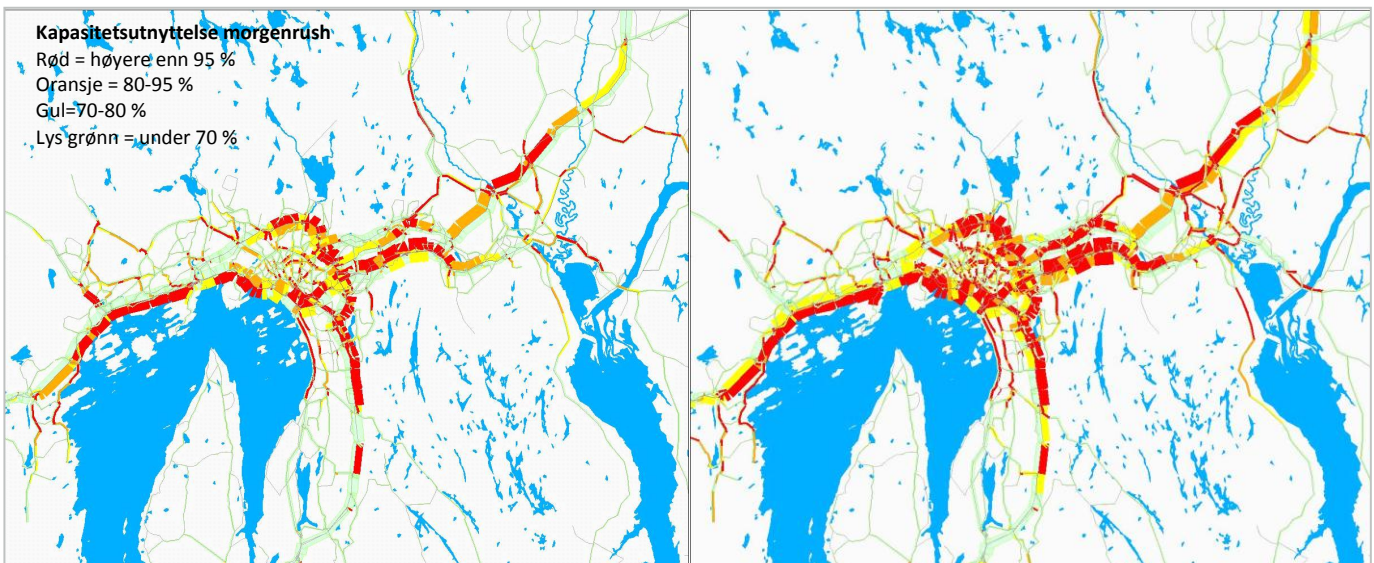 Kapasitetsutnyttelse morgenrush
Rød = høyere enn 95 %
Oransje = 80-95 %
Gul=70-80 %
Lys grønn = under 70 %